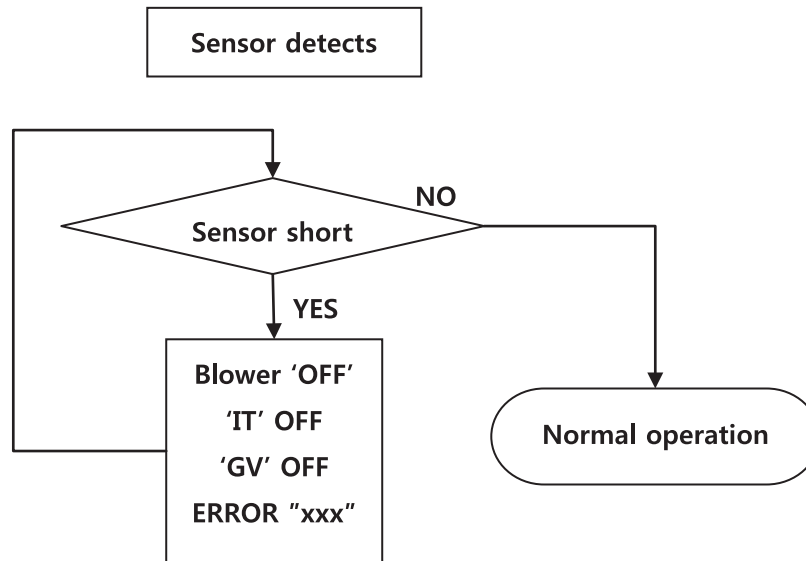 Sensor detects
NO
Sensor short
YES
Blower ‘OFF’
‘IT’ OFF
‘GV’ OFF
ERROR ”xxx”
Normal operation